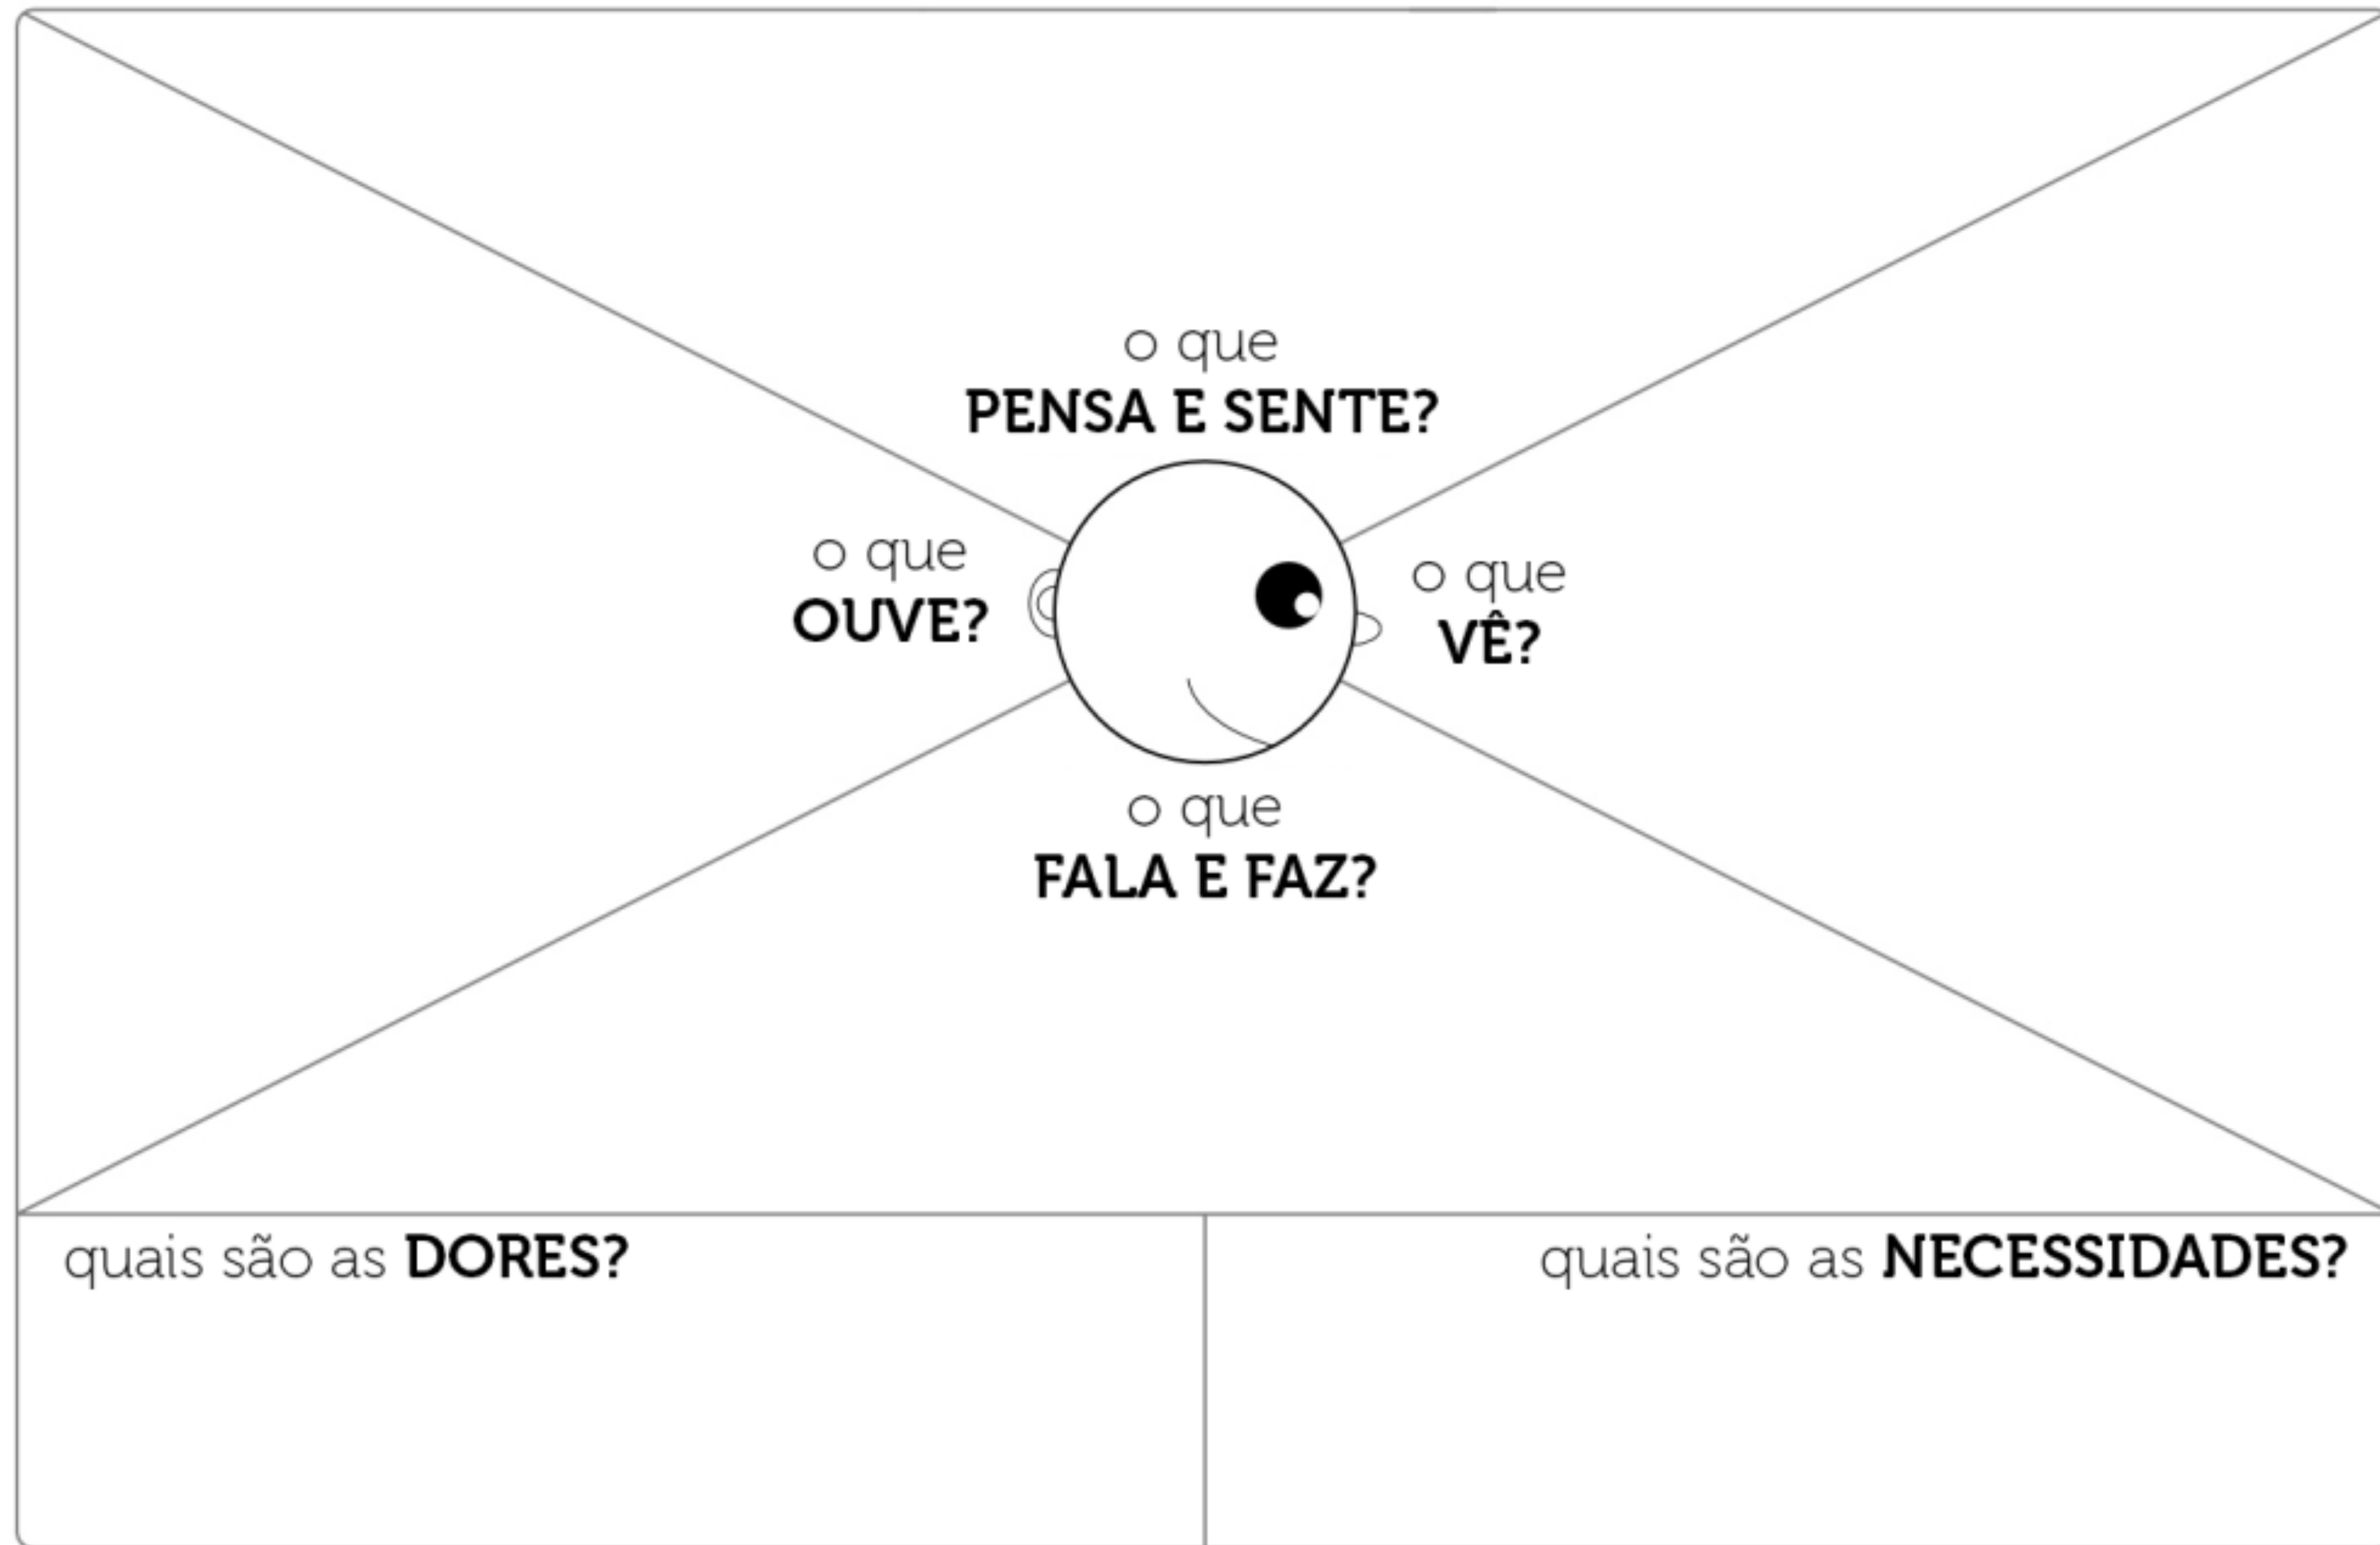 o que
PENSA E SENTE?
o que
OUVE?
o que
VÊ?
o que
FALA E FAZ?
quais são as DORES?
quais são as NECESSIDADES?